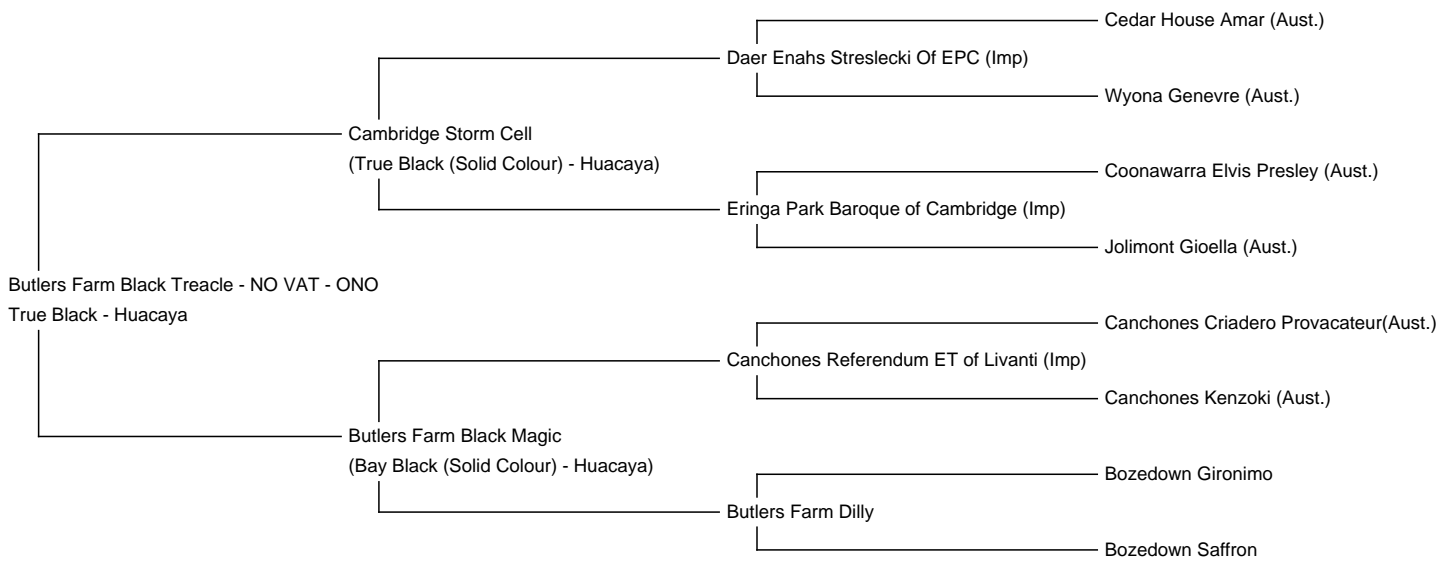 Cedar House Amar (Aust.)
Daer Enahs Streslecki Of EPC (Imp)
Wyona Genevre (Aust.)
Cambridge Storm Cell
(True Black (Solid Colour) - Huacaya)
Coonawarra Elvis Presley (Aust.)
Eringa Park Baroque of Cambridge (Imp)
Jolimont Gioella (Aust.)
Butlers Farm Black Treacle - NO VAT - ONO
True Black - Huacaya
Canchones Criadero Provacateur(Aust.)
Canchones Referendum ET of Livanti (Imp)
Canchones Kenzoki (Aust.)
Butlers Farm Black Magic
(Bay Black (Solid Colour) - Huacaya)
Bozedown Gironimo
Butlers Farm Dilly
Bozedown Saffron